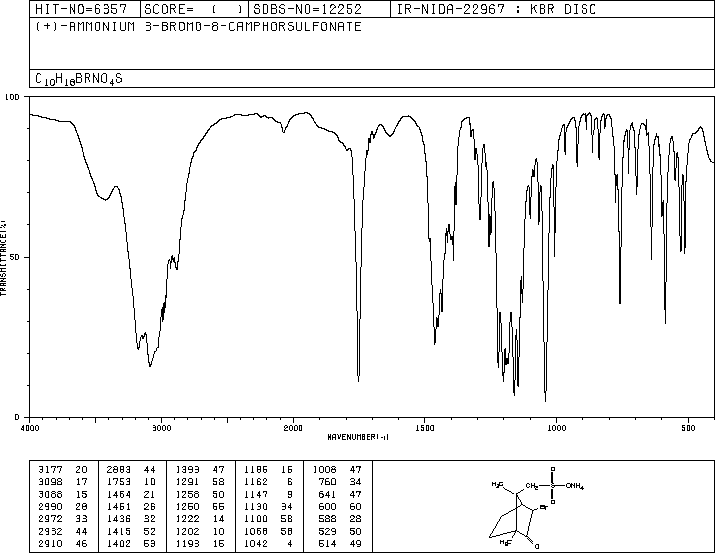 HIT-NO=6357 SCORE= ( ) SDBS-NO=12252 IR-NIDA-22967 : KBR DISC
(+)-AMMONIUM 3-BROMO-8-CAMPHORSULFONATE
C10H18BRNO4S
100
50
0
TRANSMITTANCE(%)
4000 3000 2000 1500 1000 500
WAVENUMBER(-1)
3177 20 2883 44 1393 47 1186 15 1008 47
3098 17 1753 10 1291 58 1162 6 760 34
3088 15 1464 21 1258 50 1147 9 641 47
2990 28 1451 26 1250 55 1130 34 600 60
2972 33 1436 32 1222 14 1100 58 588 28
2932 44 1415 52 1202 10 1068 58 529 50
2910 46 1402 53 1193 15 1042 4 514 49
O
H3C CH2 S ONH4
O
Br
H3C
O